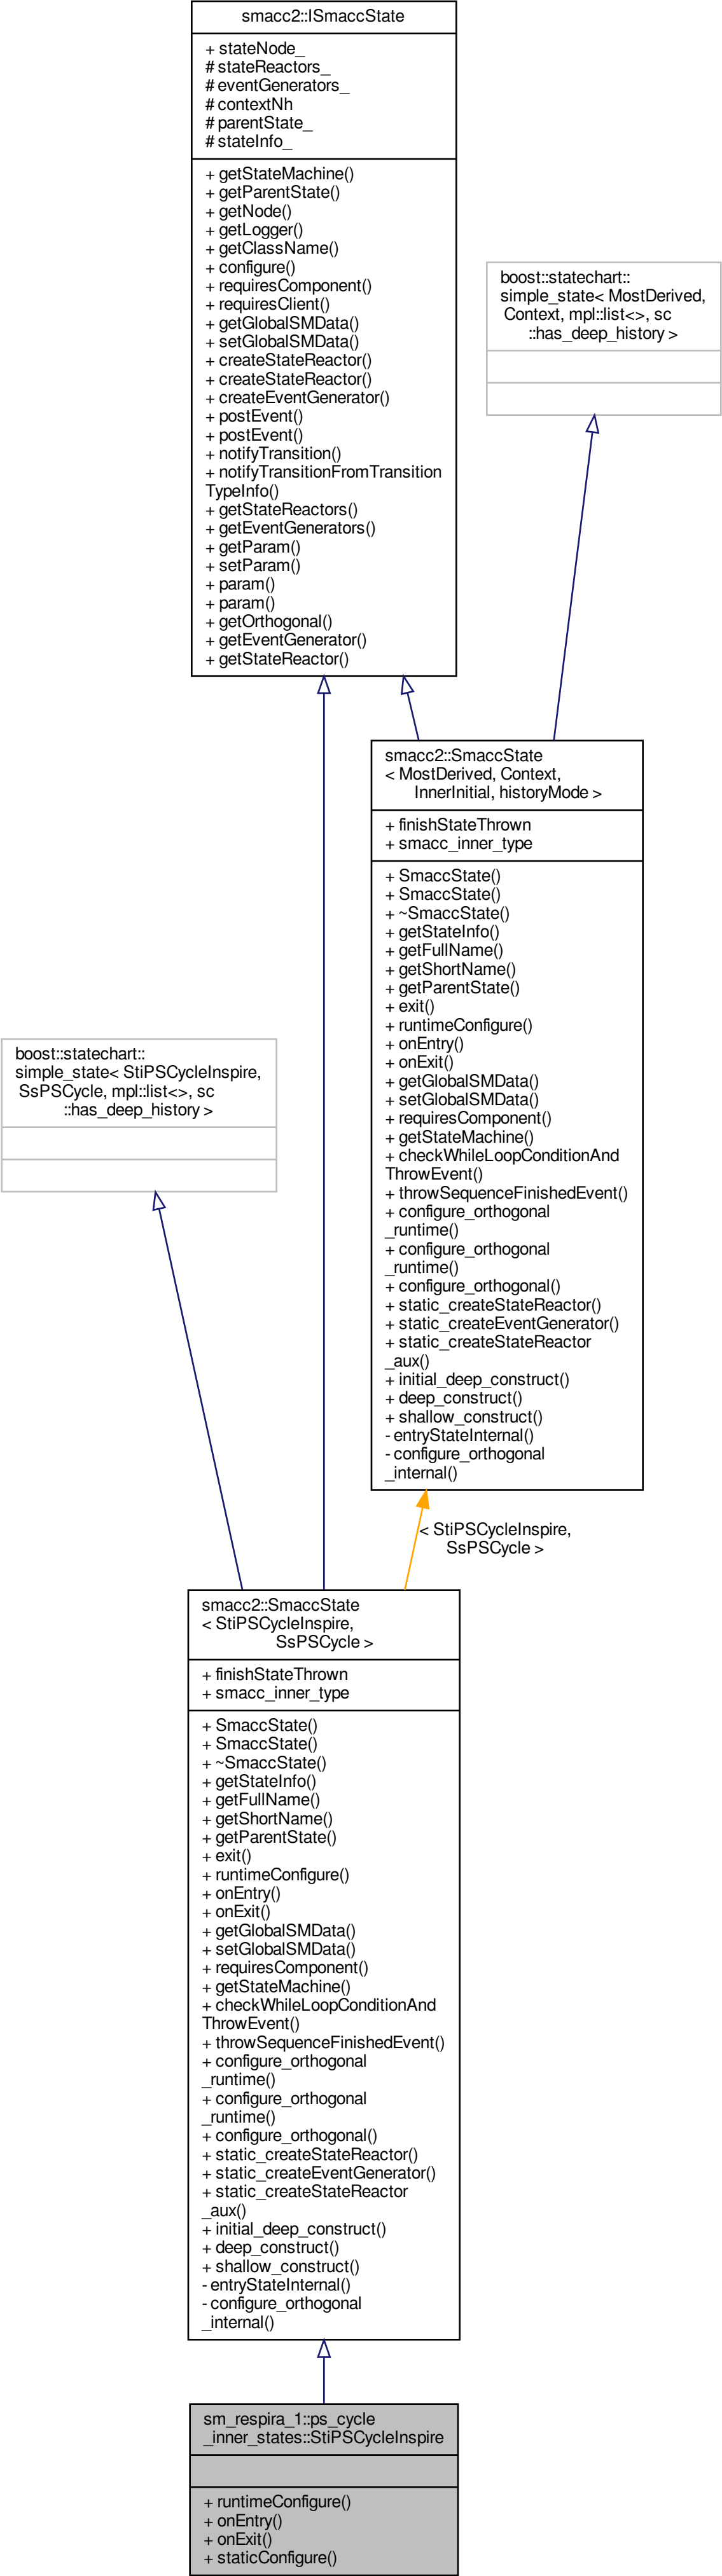 smacc2::ISmaccState
+ stateNode_
# stateReactors_
# eventGenerators_
# contextNh
# parentState_
# stateInfo_
+ getStateMachine()
+ getParentState()
+ getNode()
+ getLogger()
+ getClassName()
+ configure()
+ requiresComponent()
+ requiresClient()
+ getGlobalSMData()
+ setGlobalSMData()
+ createStateReactor()
+ createStateReactor()
+ createEventGenerator()
+ postEvent()
+ postEvent()
+ notifyTransition()
+ notifyTransitionFromTransition
TypeInfo()
+ getStateReactors()
+ getEventGenerators()
+ getParam()
+ setParam()
+ param()
+ param()
+ getOrthogonal()
+ getEventGenerator()
+ getStateReactor()
boost::statechart::
simple_state< MostDerived,
Context, mpl::list<>, sc
::has_deep_history >
smacc2::SmaccState
< MostDerived, Context,
InnerInitial, historyMode >
+ finishStateThrown
+ smacc_inner_type
+ SmaccState()
+ SmaccState()
+ ~SmaccState()
+ getStateInfo()
+ getFullName()
+ getShortName()
+ getParentState()
+ exit()
+ runtimeConfigure()
+ onEntry()
+ onExit()
+ getGlobalSMData()
+ setGlobalSMData()
+ requiresComponent()
+ getStateMachine()
+ checkWhileLoopConditionAnd
ThrowEvent()
+ throwSequenceFinishedEvent()
+ configure_orthogonal
_runtime()
+ configure_orthogonal
_runtime()
+ configure_orthogonal()
+ static_createStateReactor()
+ static_createEventGenerator()
+ static_createStateReactor
_aux()
+ initial_deep_construct()
+ deep_construct()
+ shallow_construct()
- entryStateInternal()
- configure_orthogonal
_internal()
boost::statechart::
simple_state< StiPSCycleInspire,
SsPSCycle, mpl::list<>, sc
::has_deep_history >
< StiPSCycleInspire,
SsPSCycle >
smacc2::SmaccState
< StiPSCycleInspire,
SsPSCycle >
+ finishStateThrown
+ smacc_inner_type
+ SmaccState()
+ SmaccState()
+ ~SmaccState()
+ getStateInfo()
+ getFullName()
+ getShortName()
+ getParentState()
+ exit()
+ runtimeConfigure()
+ onEntry()
+ onExit()
+ getGlobalSMData()
+ setGlobalSMData()
+ requiresComponent()
+ getStateMachine()
+ checkWhileLoopConditionAnd
ThrowEvent()
+ throwSequenceFinishedEvent()
+ configure_orthogonal
_runtime()
+ configure_orthogonal
_runtime()
+ configure_orthogonal()
+ static_createStateReactor()
+ static_createEventGenerator()
+ static_createStateReactor
_aux()
+ initial_deep_construct()
+ deep_construct()
+ shallow_construct()
- entryStateInternal()
- configure_orthogonal
_internal()
sm_respira_1::ps_cycle
_inner_states::StiPSCycleInspire
+ runtimeConfigure()
+ onEntry()
+ onExit()
+ staticConfigure()